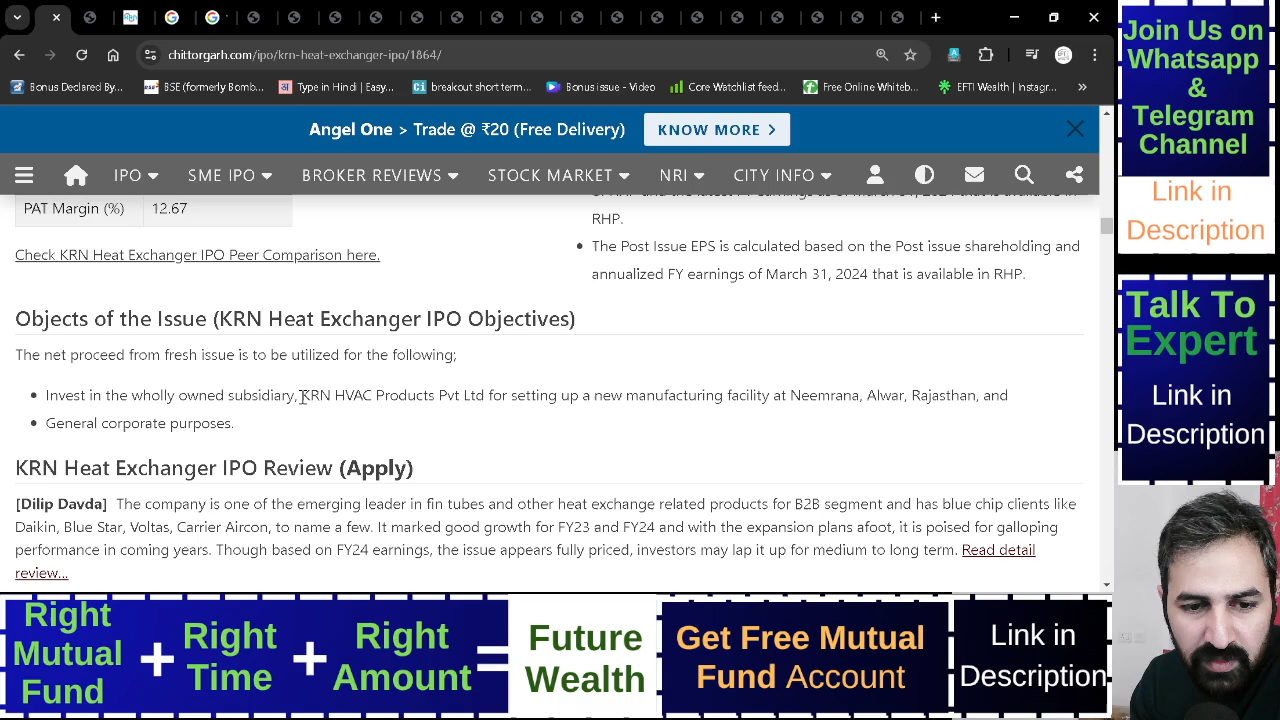 chittorgarh.com/ipo/krn-heat-exchanger-ipo/1864/
Bonus Declared By...
BSE (formerly Bomb...
Type in Hindi | Easy...
breakout short term...
Bonus issue - Video
Core Watchlist feed...
Free Online Whiteb...
EFTI Wealth | Instagr...
Angel One > Trade @ ₹20 (Free Delivery)
KNOW MORE
IPO
SME IPO
BROKER REVIEWS
STOCK MARKET
NRI
CITY INFO
PAT Margin (%) 12.67
RHP.
Check KRN Heat Exchanger IPO Peer Comparison here.
The Post Issue EPS is calculated based on the Post issue shareholding and
annualized FY earnings of March 31, 2024 that is available in RHP.
Objects of the Issue (KRN Heat Exchanger IPO Objectives)
The net proceed from fresh issue is to be utilized for the following;
Invest in the wholly owned subsidiary, KRN HVAC Products Pvt Ltd for setting up a new manufacturing facility at Neemrana, Alwar, Rajasthan, and
General corporate purposes.
KRN Heat Exchanger IPO Review (Apply)
[Dilip Davda] The company is one of the emerging leader in fin tubes and other heat exchange related products for B2B segment and has blue chip clients like
Daikin, Blue Star, Voltas, Carrier Aircon, to name a few. It marked good growth for FY23 and FY24 and with the expansion plans afoot, it is poised for galloping
performance in coming years. Though based on FY24 earnings, the issue appears fully priced, investors may lap it up for medium to long term. Read detail
review...
Join Us on
Whatsapp
&
Telegram
Channel
Link in
Description
Talk To
Expert
Link in
Description
Right
Mutual
Fund
+
Right
Time
+
Right
Amount
=
Future
Wealth
Get Free Mutual
Fund Account
Link in
Description